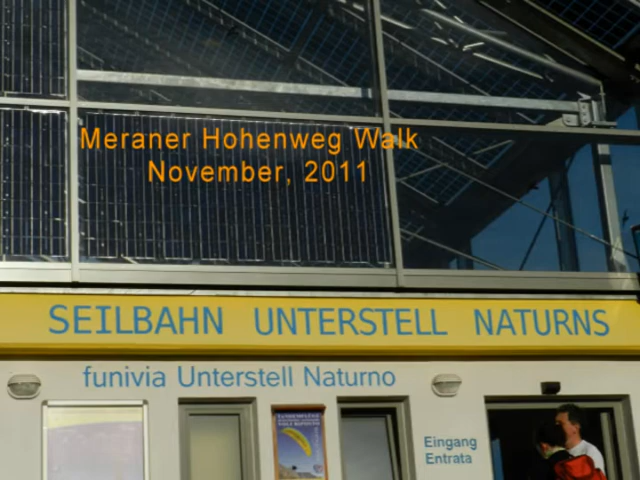 Meraner Hohenweg Walk
November, 2011
SEILBAHN UNTERSTELL NATURNS
funivia Unterstell Naturno
Eingang
Entrata